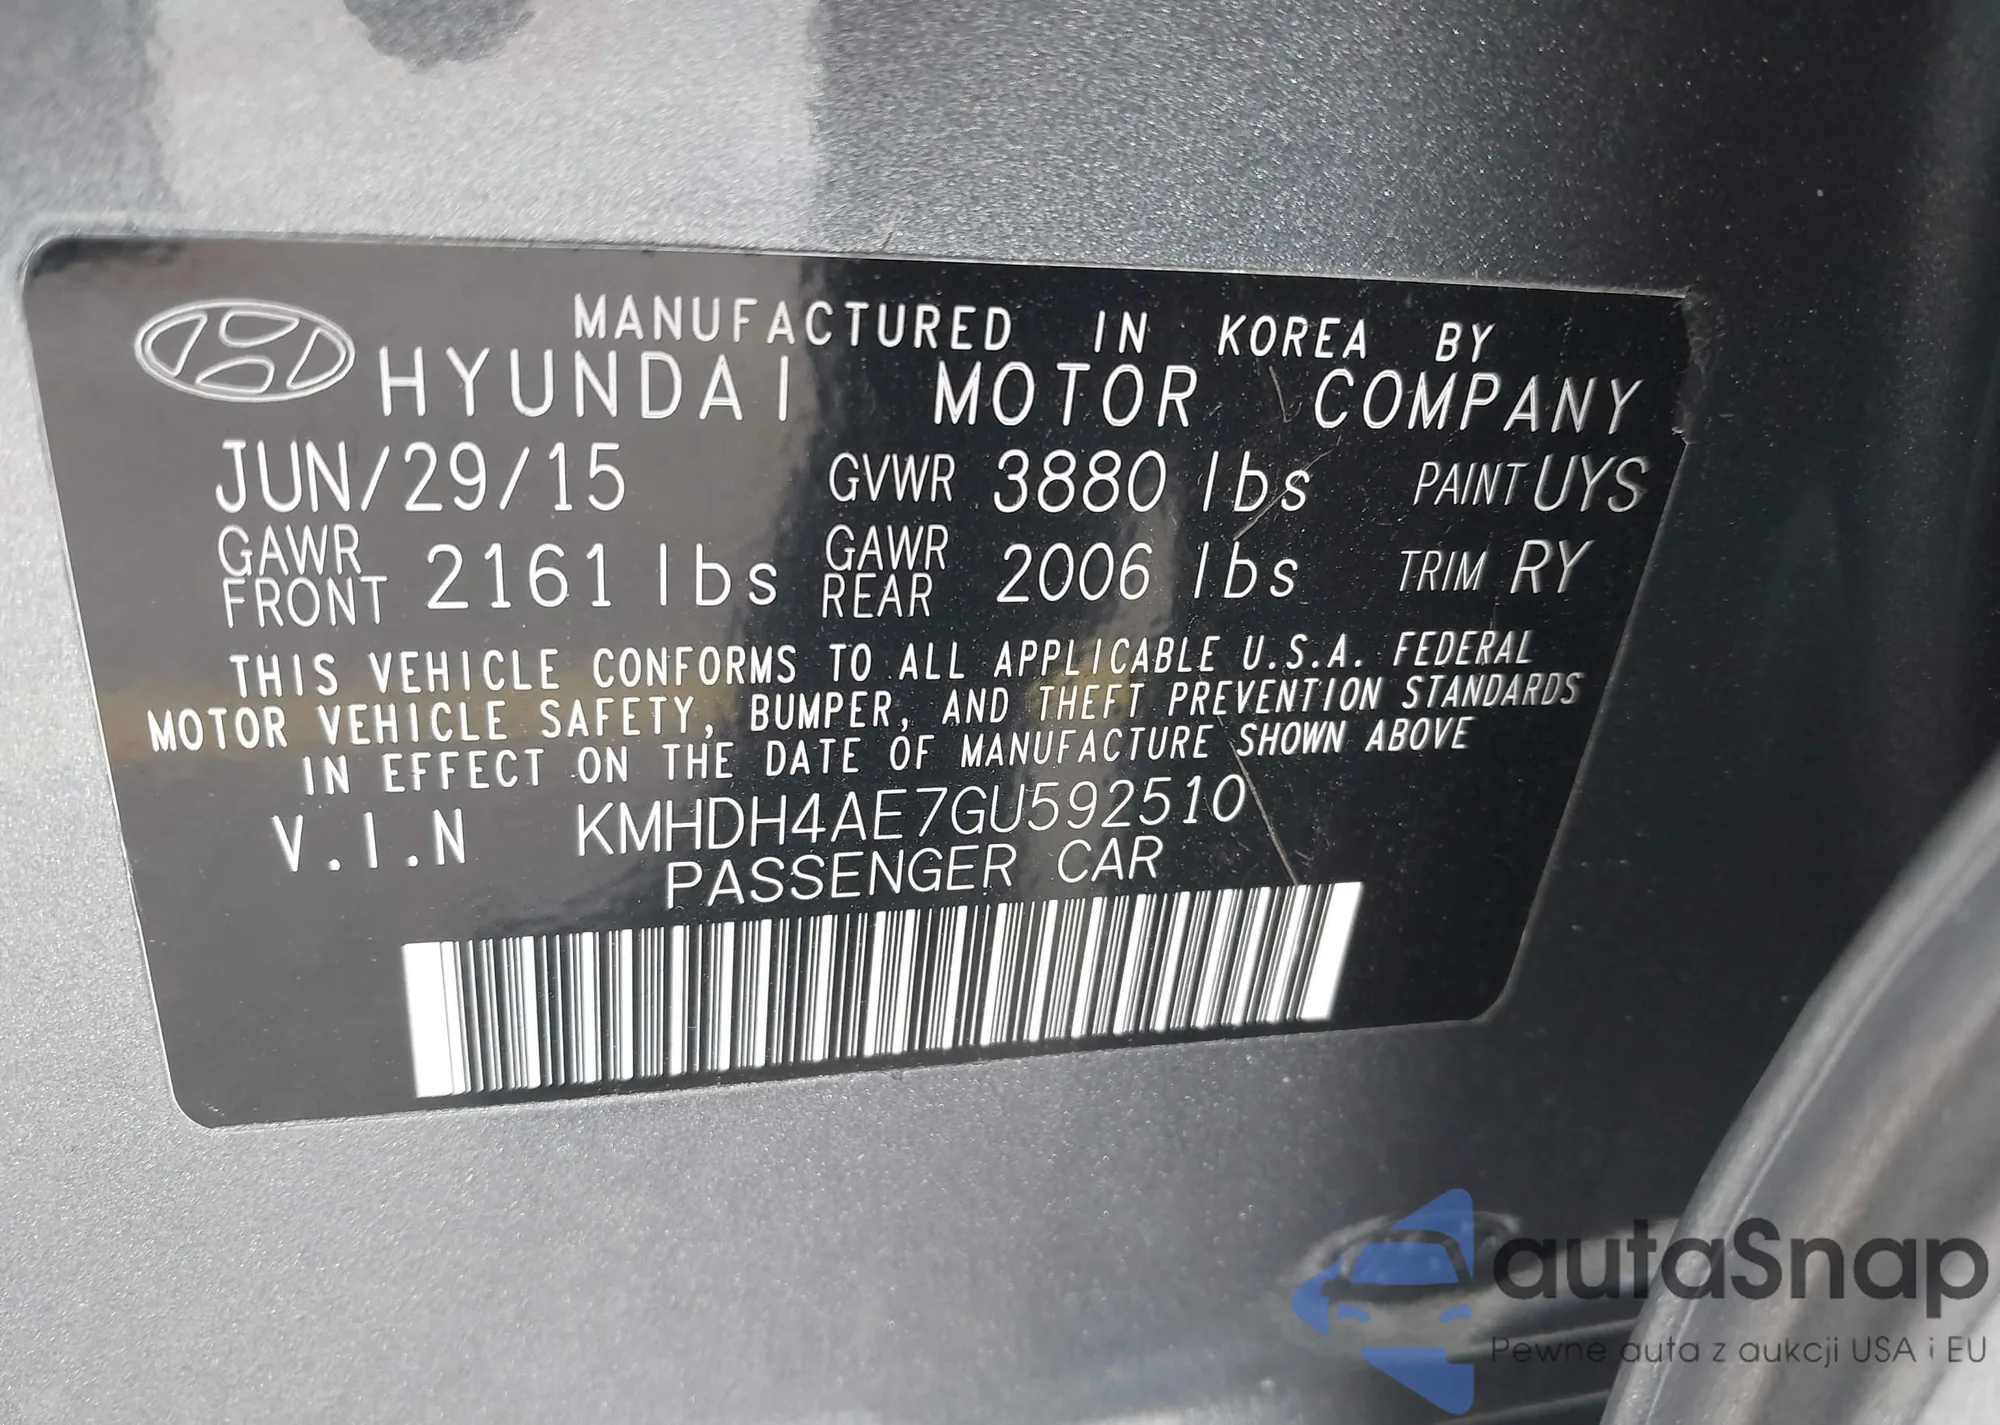 MANUFACTURED IN KOREA BY
HYUNDAI MOTOR COMPANY
JUN/29/15 GVWR 3880 lbs PAINT UYS
GAWR FRONT 2161 lbs GAWR REAR 2006 lbs TRIM RY
THIS VEHICLE CONFORMS TO ALL APPLICABLE U.S.A. FEDERAL
MOTOR VEHICLE SAFETY, BUMPER, AND THEFT PREVENTION STANDARDS
IN EFFECT ON THE DATE OF MANUFACTURE SHOWN ABOVE
V.I.N KMHDH4AE7GU592510
PASSENGER CAR
autaSnap
Pewne auta z aukcji USA i EU